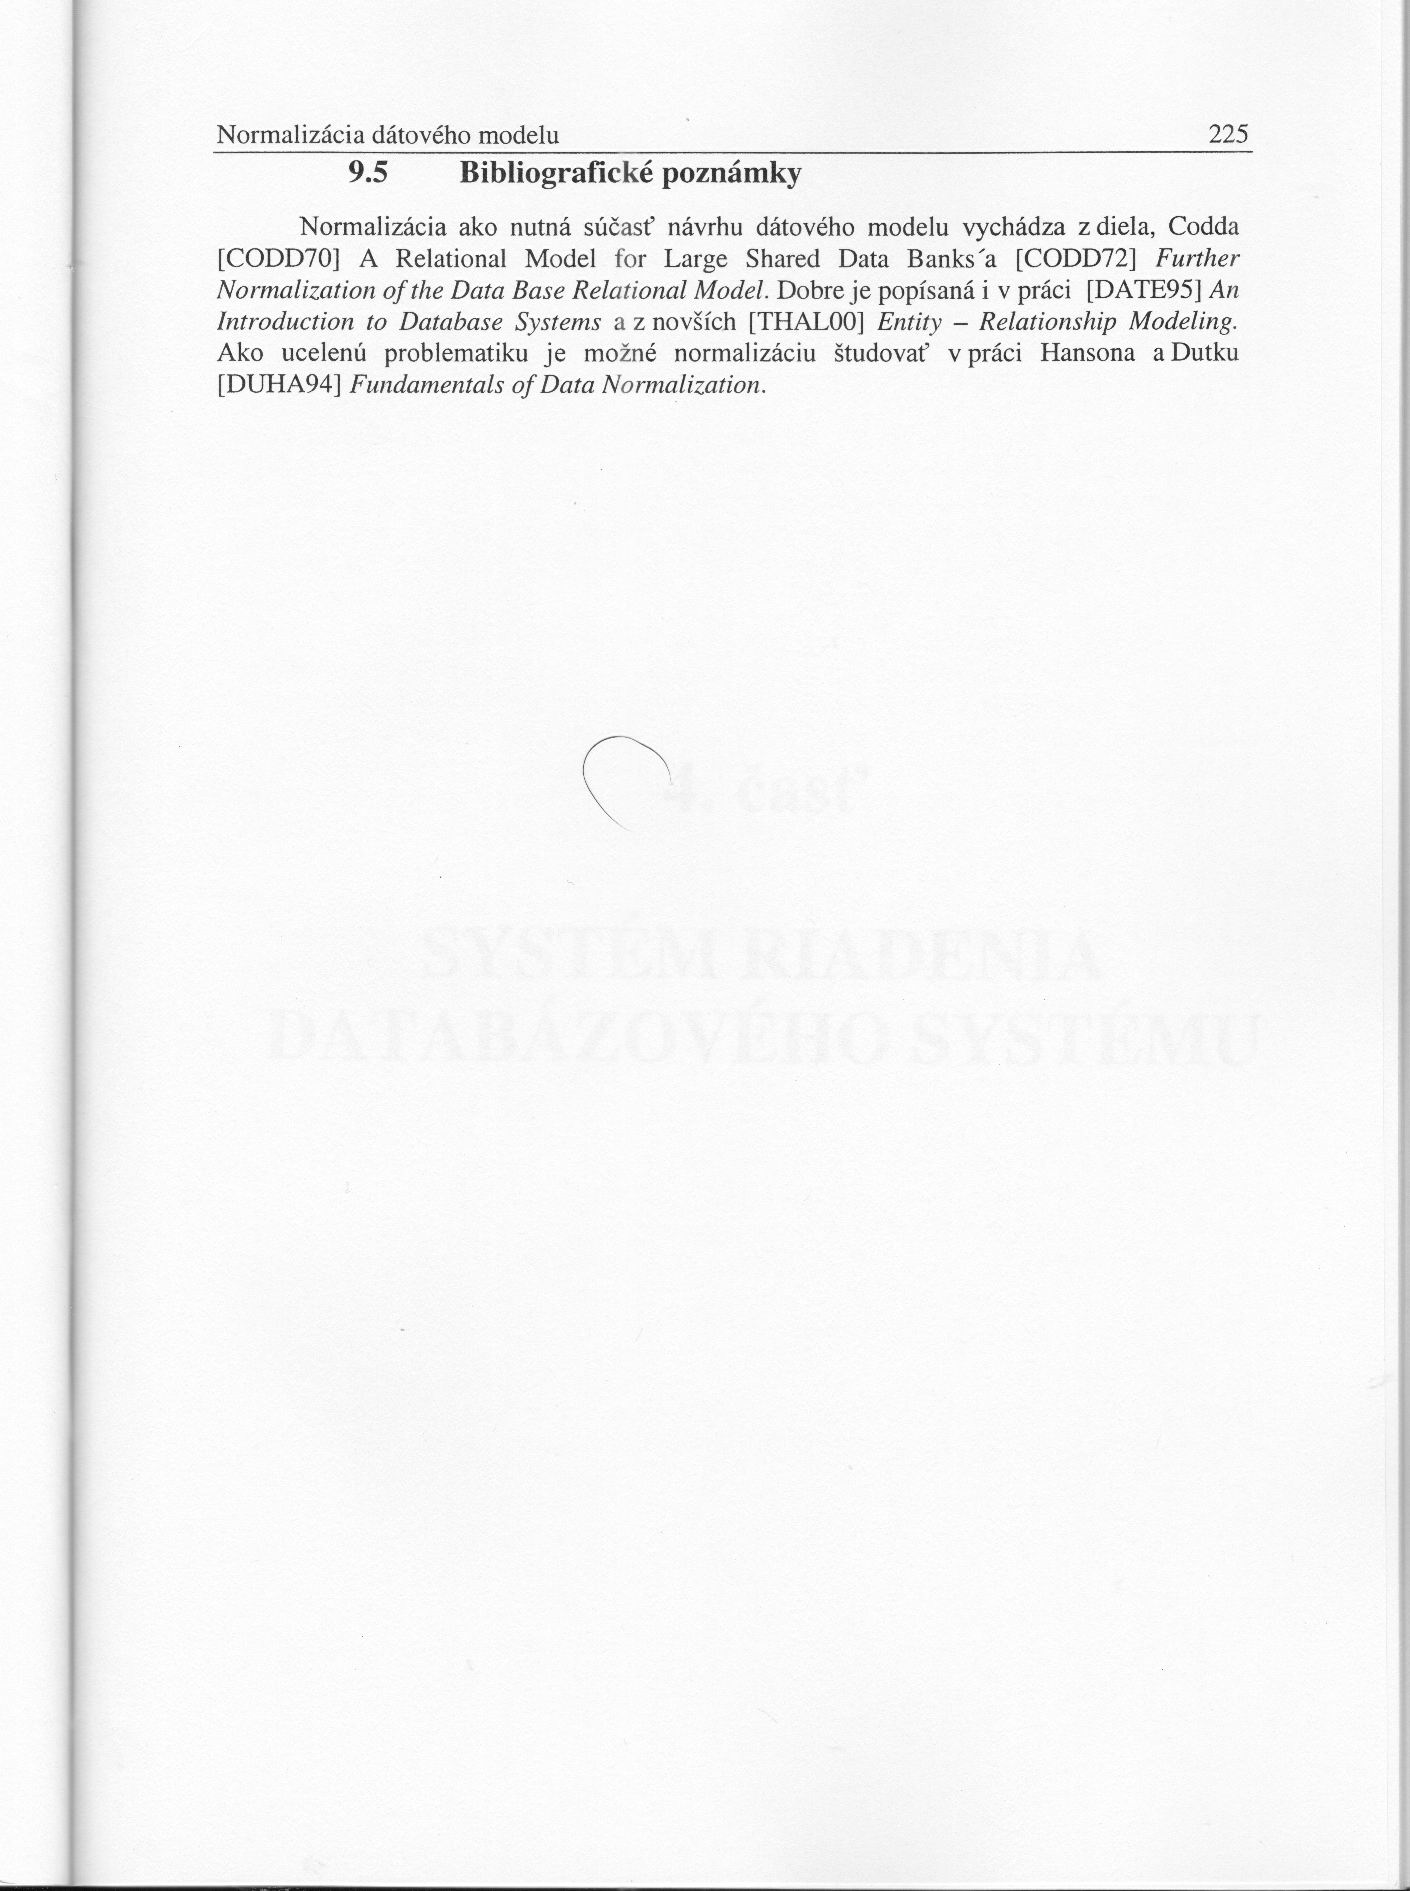 Normalizácia dátového modelu 225
9.5 Bibliografické poznámky
Normalizácia ako nutná súčasť návrhu dátového modelu vychádza z diela, Codda
[CODD70] A Relational Model for Large Shared Data Banks´a [CODD72] Further
Normalization of the Data Base Relational Model. Dobre je popísaná i v práci [DATE95] An
Introduction to Database Systems a z novších [THAL00] Entity – Relationship Modeling.
Ako ucelenú problematiku je možné normalizáciu študovať v práci Hansona a Dutku
[DUHA94] Fundamentals of Data Normalization.
4. časť
SYSTÉM RIADENIA
DATABÁZOVÉHO SYSTÉMU